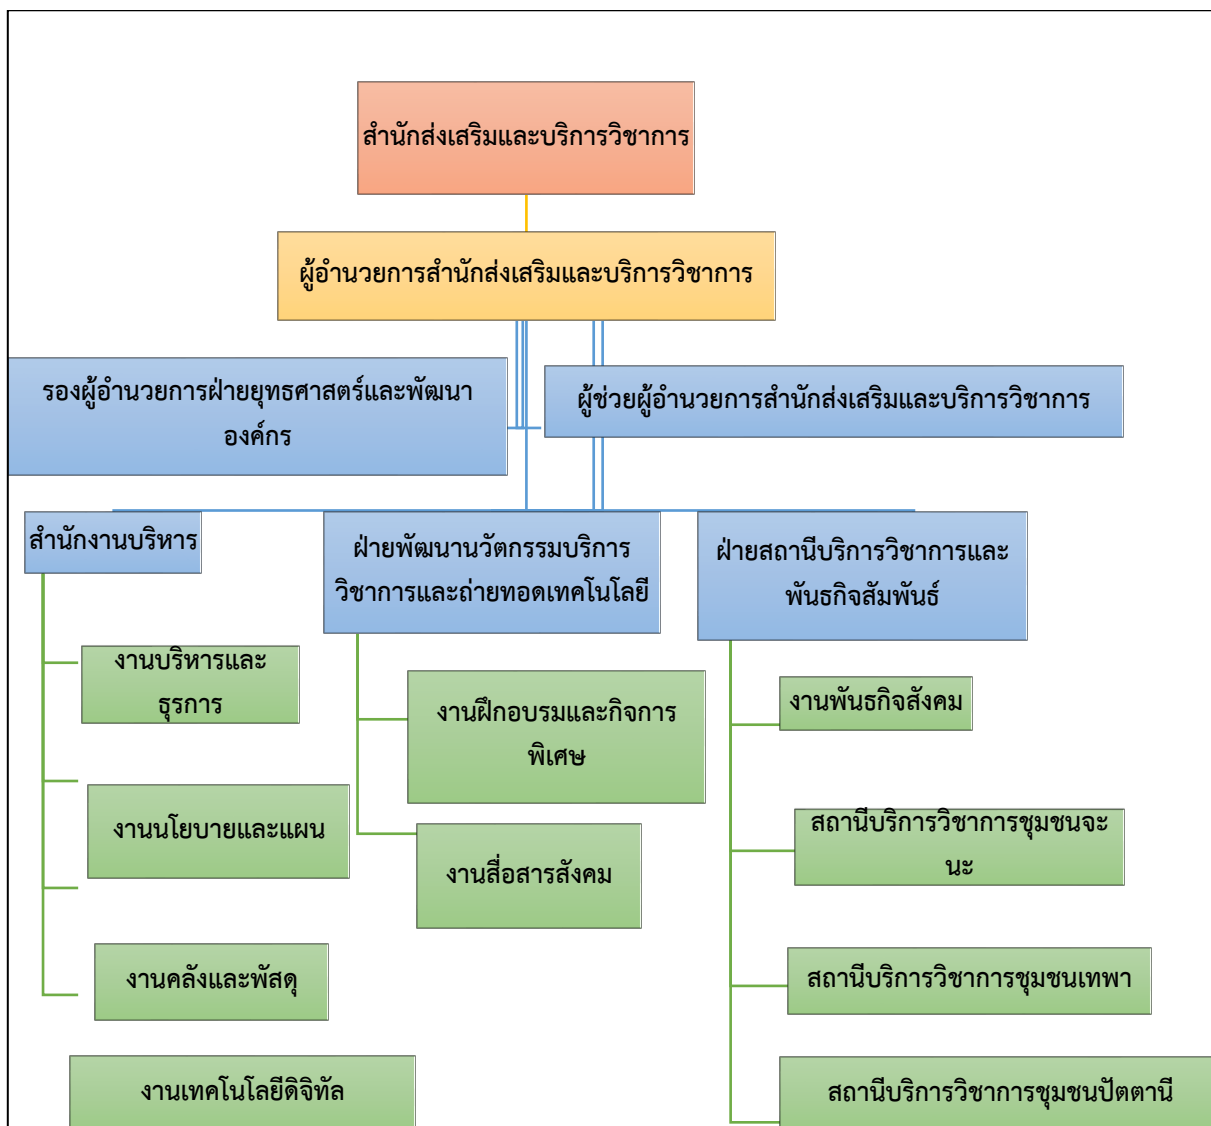 สำนักส่งเสริมและบริการวิชาการ
ผู้อำนวยการสำนักส่งเสริมและบริการวิชาการ
รองผู้อำนวยการฝ่ายยุทธศาสตร์และพัฒนา
องค์กร
ผู้ช่วยผู้อำนวยการสำนักส่งเสริมและบริการวิชาการ
สำนักงานบริหาร
ฝ่ายพัฒนานวัตกรรมบริการ
วิชาการและถ่ายทอดเทคโนโลยี
ฝ่ายสถานีบริการวิชาการและ
พันธกิจสัมพันธ์
งานบริหารและ
ธุรการ
งานนโยบายและแผน
งานคลังและพัสดุ
งานเทคโนโลยีดิจิทัล
งานฝึกอบรมและกิจการ
พิเศษ
งานสื่อสารสังคม
งานพันธกิจสังคม
สถานีบริการวิชาการชุมชนจะ
นะ
สถานีบริการวิชาการชุมชนเทพา
สถานีบริการวิชาการชุมชนปัตตานี